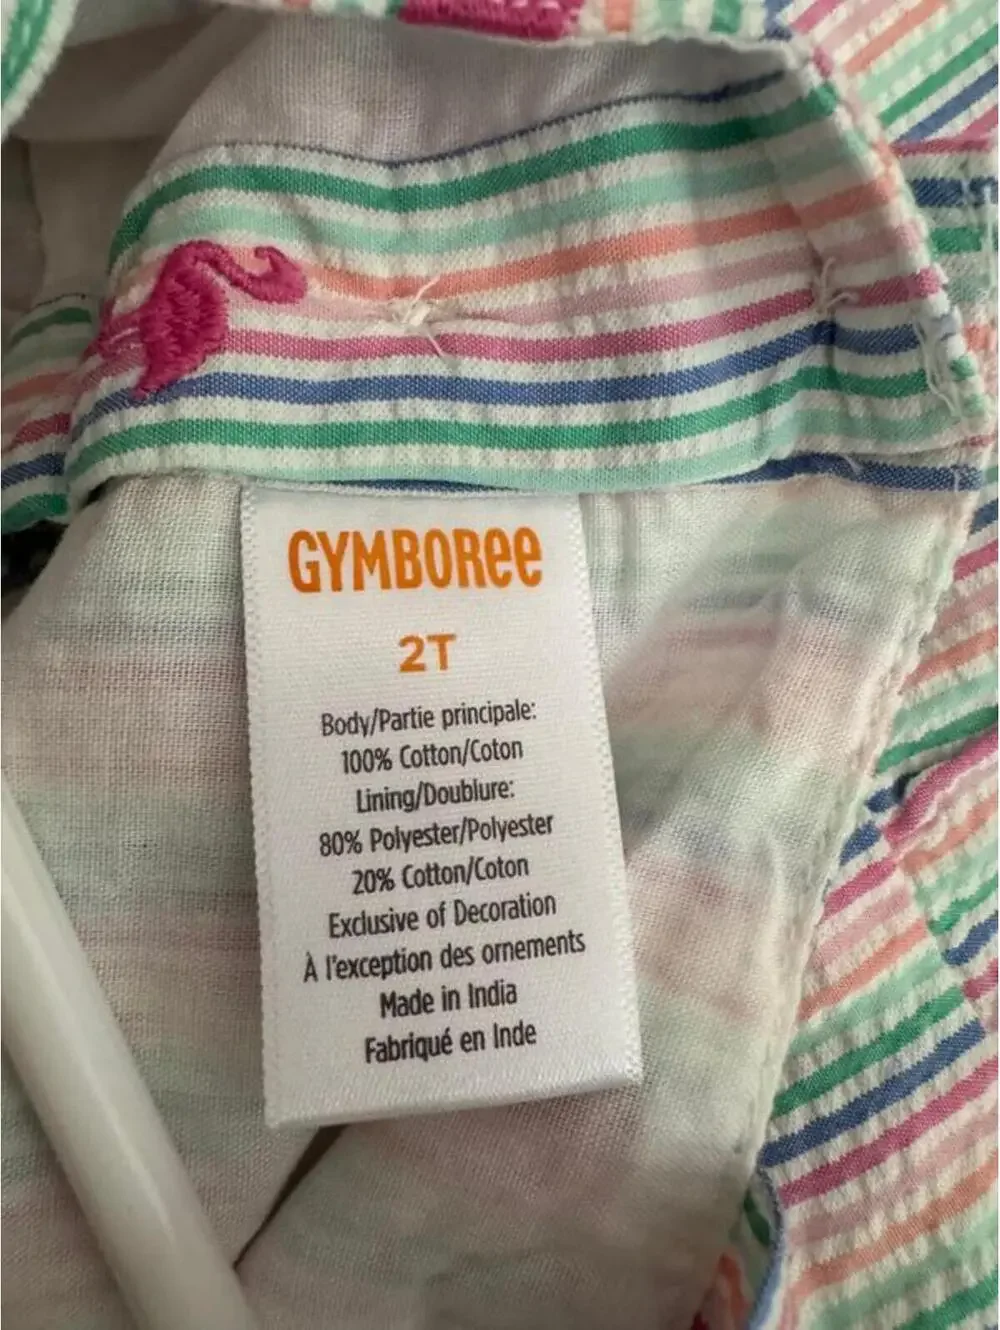 GYMBOREE
2T
Body/Partie principale:
100% Cotton/Coton
Lining/Doublure:
80% Polyester/Polyester
20% Cotton/Coton
Exclusive of Decoration
À l'exception des ornements
Made in India
Fabriqué en Inde